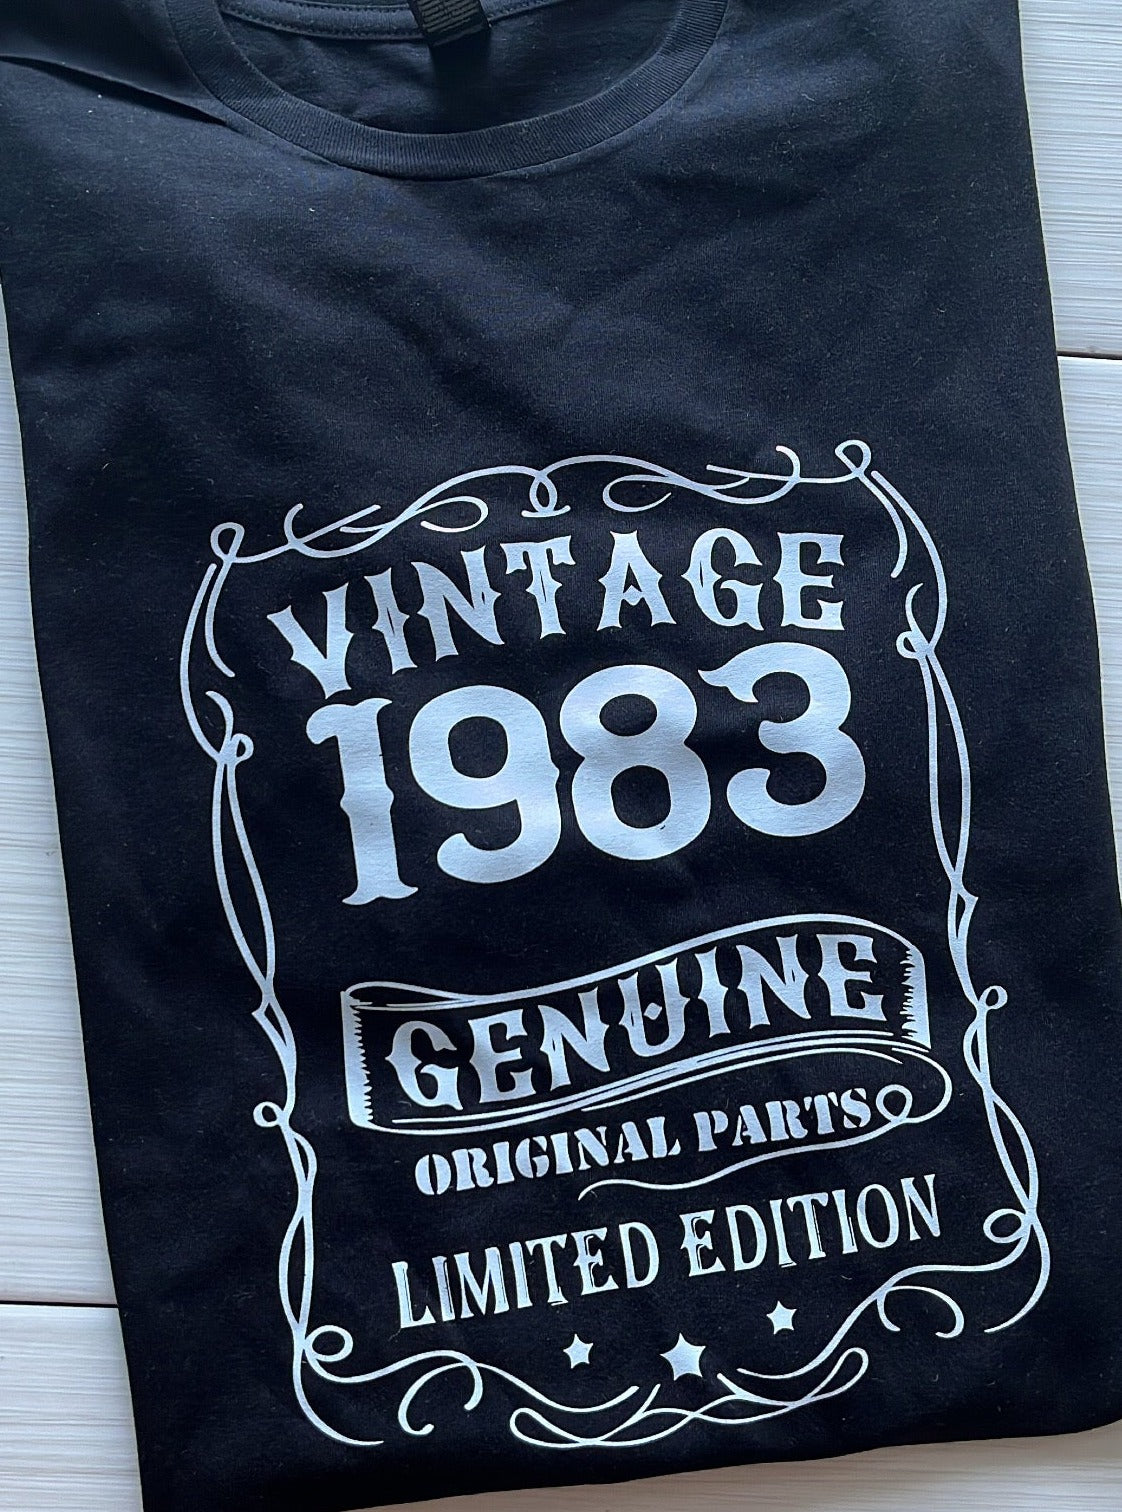 VINTAGE
1983
GENUINE
ORIGINAL PARTS
LIMITED EDITION